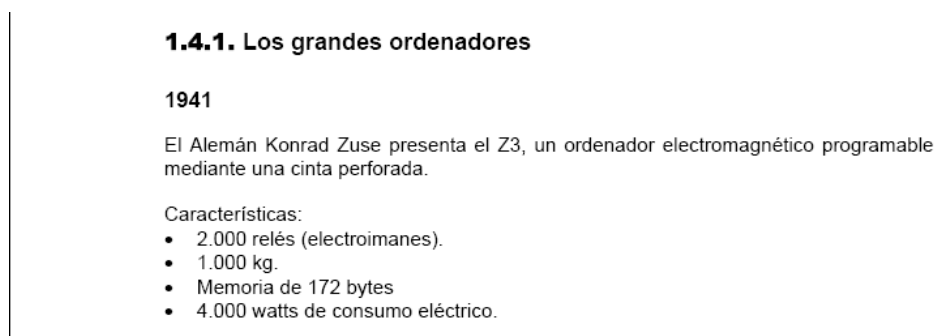 1.4.1. Los grandes ordenadores
1941
El Alemán Konrad Zuse presenta el Z3, un ordenador electromagnético programable
mediante una cinta perforada.
Características:
• 2.000 relés (electroimanes).
• 1.000 kg.
• Memoria de 172 bytes
• 4.000 watts de consumo eléctrico.